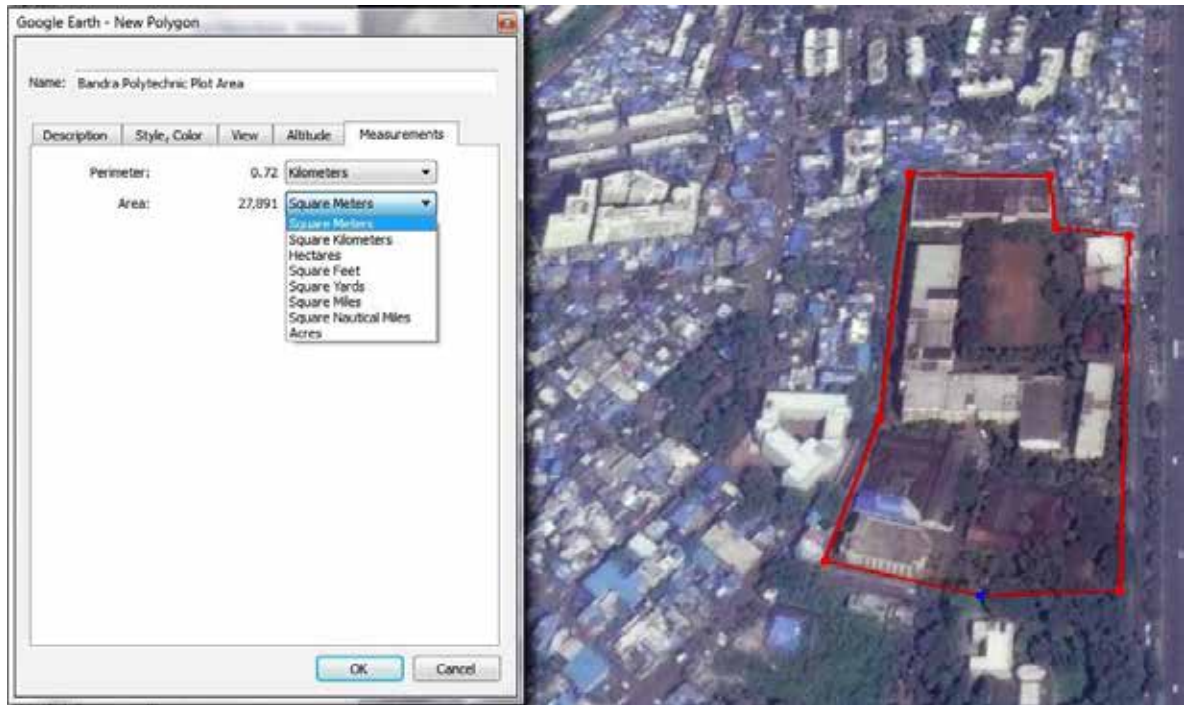 Google Earth - New Polygon
Name: Bandra Polytechnic Plot Area
Description Style, Color View Altitude Measurements
Perimeter: 0.72 Kilometers
Area: 27,891 Square Meters
Square Meters
Square Kilometers
Hectares
Square Feet
Square Yards
Square Miles
Square Nautical Miles
Acres
OK Cancel